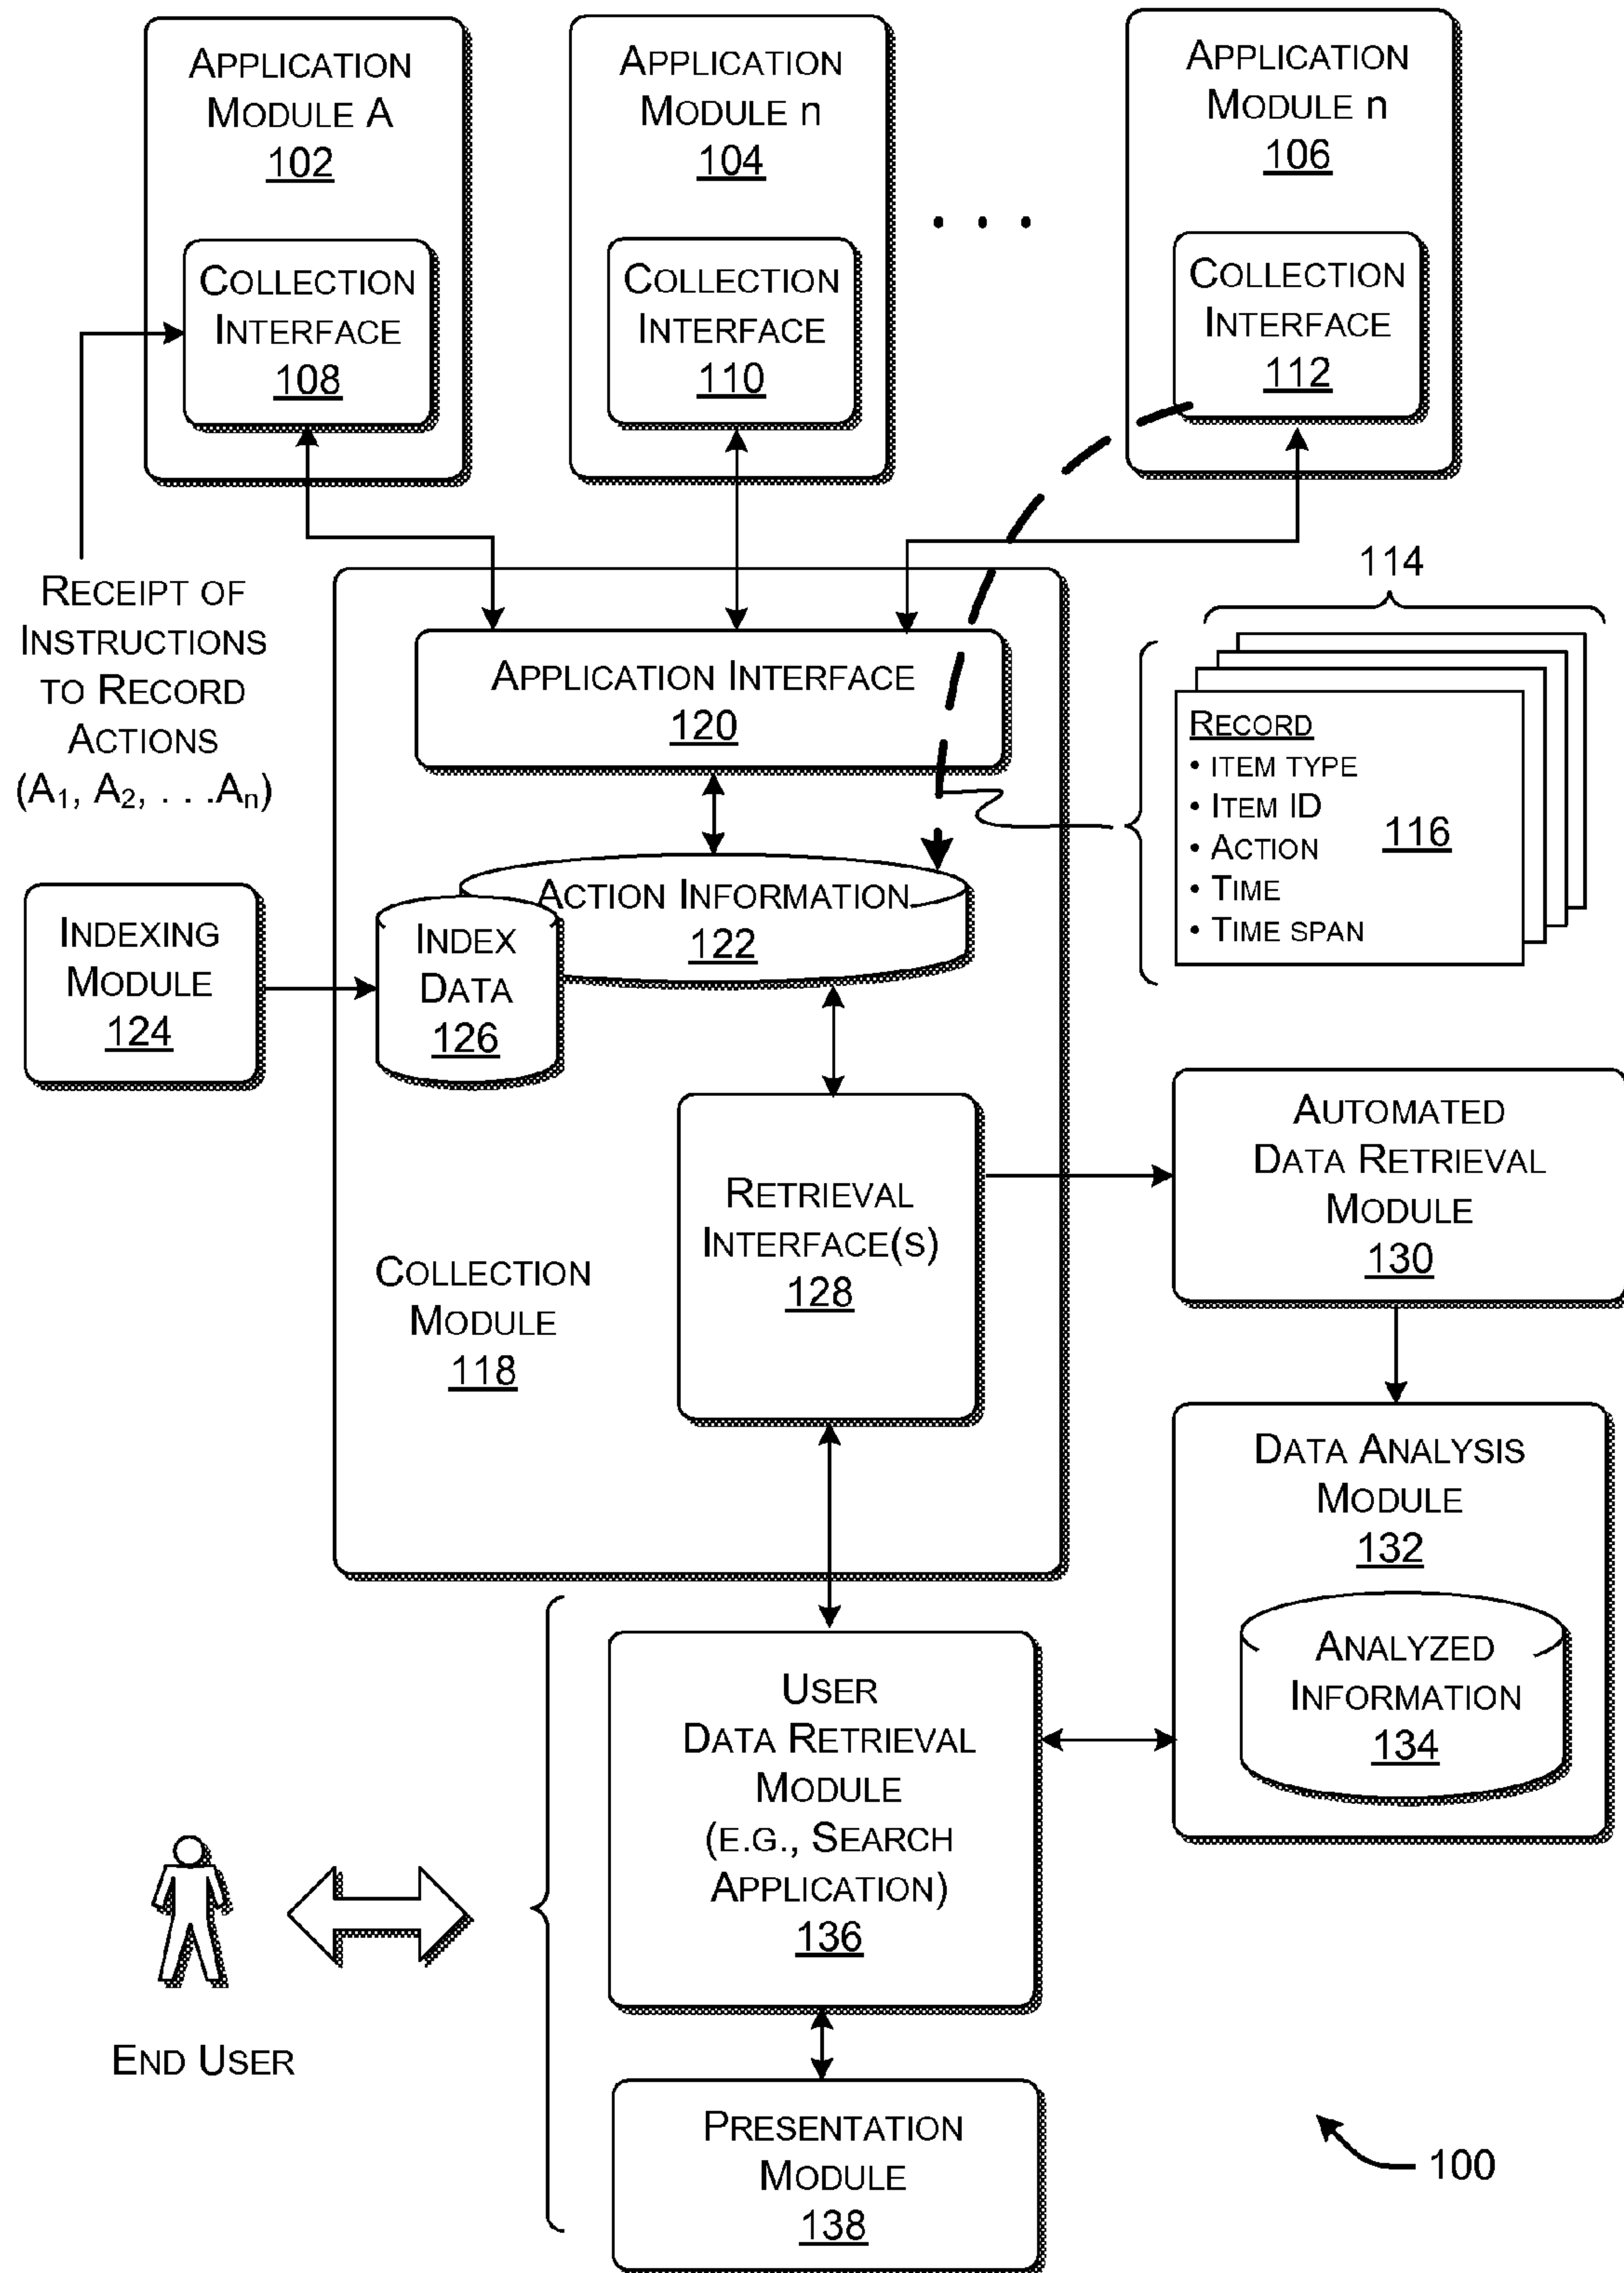 APPLICATION
MODULE A
102
COLLECTION
INTERFACE
108
APPLICATION
MODULE n
104
COLLECTION
INTERFACE
110
. . .
APPLICATION
MODULE n
106
COLLECTION
INTERFACE
112
RECEIPT OF
INSTRUCTIONS
TO RECORD
ACTIONS
(A1, A2, . . .An)
APPLICATION INTERFACE
120
114
RECORD
• ITEM TYPE
• ITEM ID
• ACTION
• TIME
• TIME SPAN
116
ACTION INFORMATION
122
INDEXING
MODULE
124
INDEX
DATA
126
RETRIEVAL
INTERFACE(S)
128
COLLECTION
MODULE
118
AUTOMATED
DATA RETRIEVAL
MODULE
130
DATA ANALYSIS
MODULE
132
ANALYZED
INFORMATION
134
USER
DATA RETRIEVAL
MODULE
(E.G., SEARCH
APPLICATION)
136
END USER
PRESENTATION
MODULE
138
100